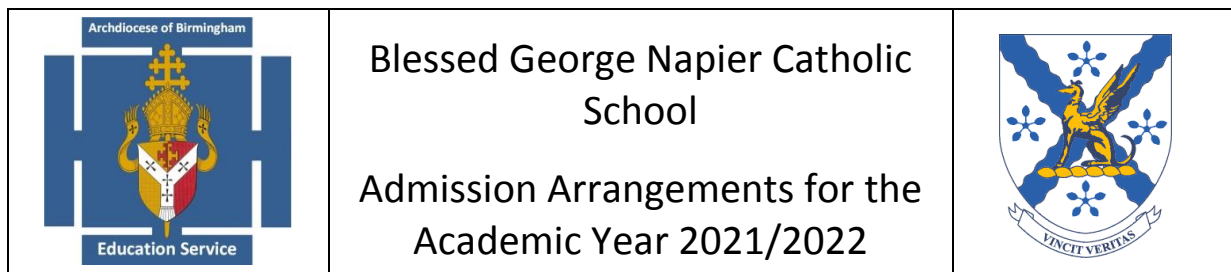 Archdiocese of Birmingham
Education Service
Blessed George Napier Catholic
School
Admission Arrangements for the
Academic Year 2021/2022
VINCIT VERITAS